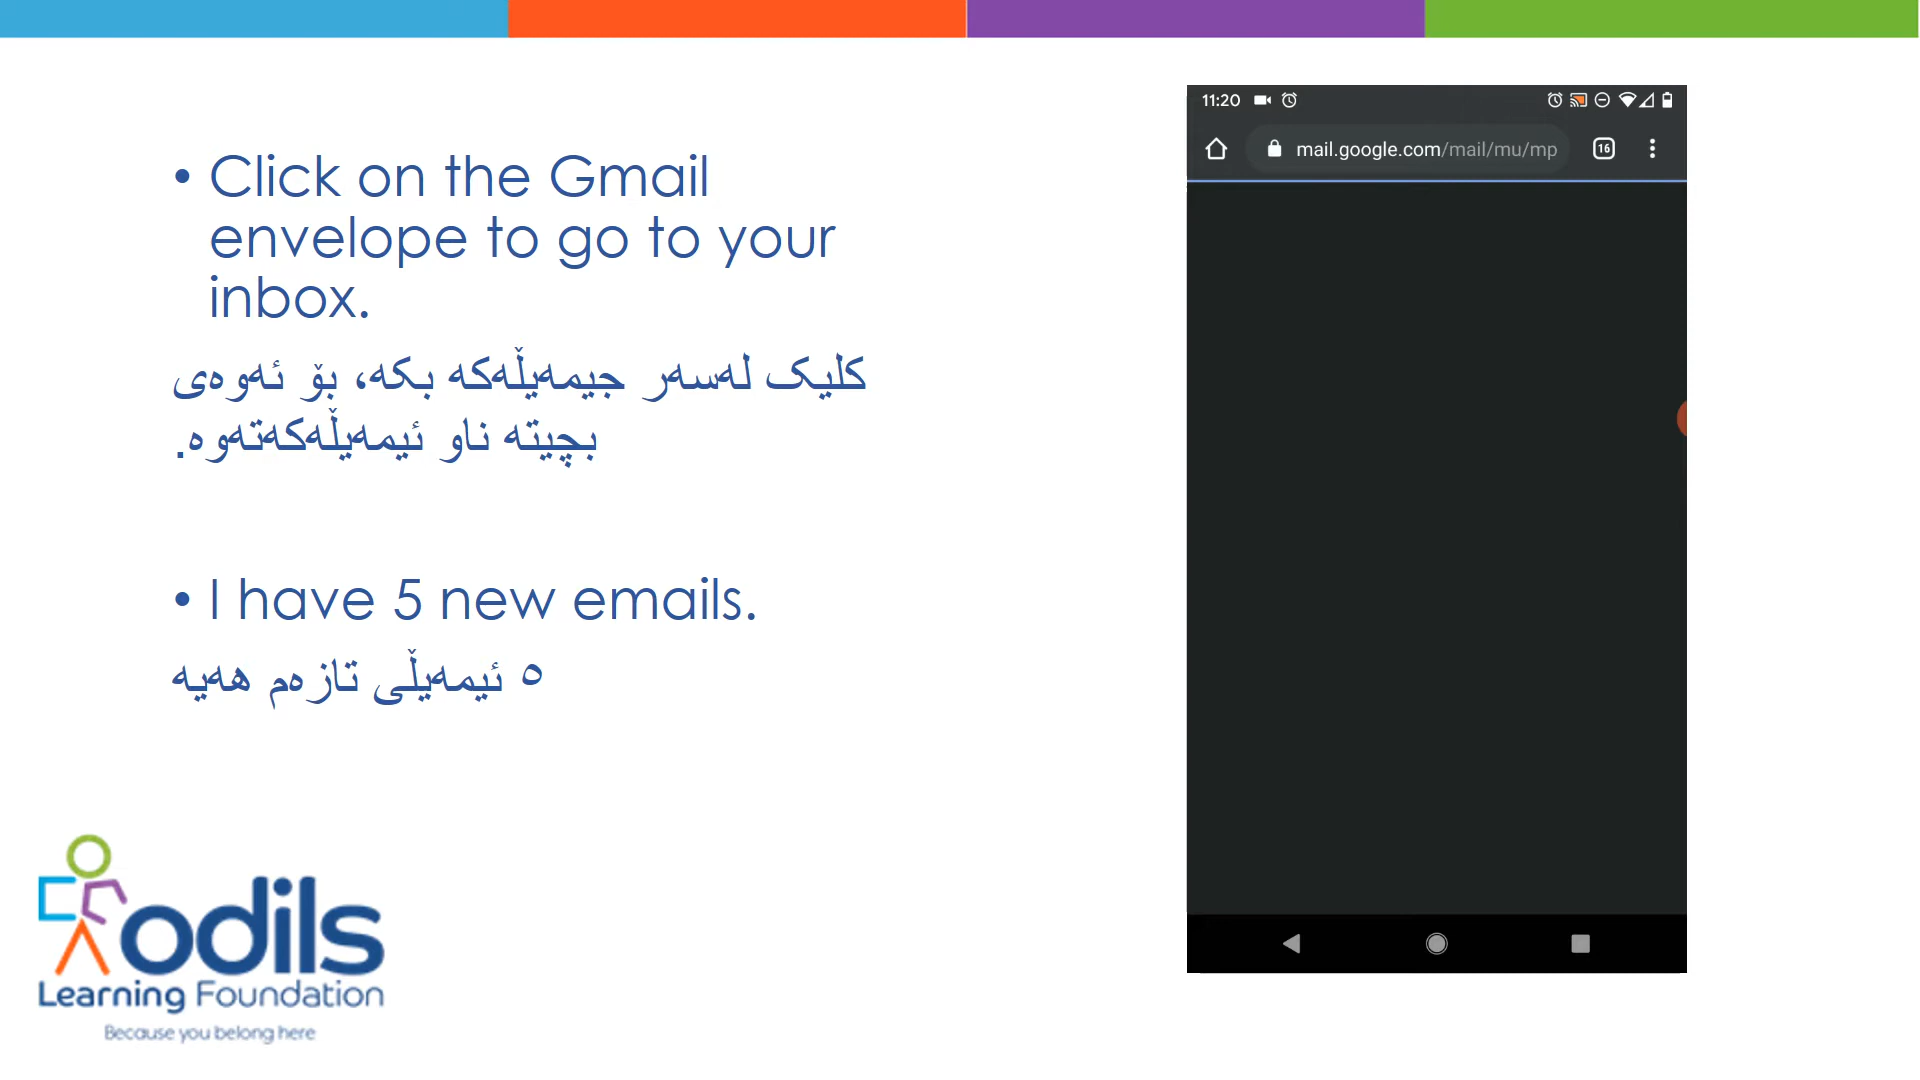 • Click on the Gmail
envelope to go to your
inbox.
کلیک لەسەر جیمەیڵەکە بکە، بۆ ئەوەی
بچیتە ناو ئیمەیڵەکەتەوە.
• I have 5 new emails.
٥ ئیمەیڵی تازەم هەیە
odils
Learning Foundation
Because you belong here
11:20
mail.google.com/mail/mu/mp
16